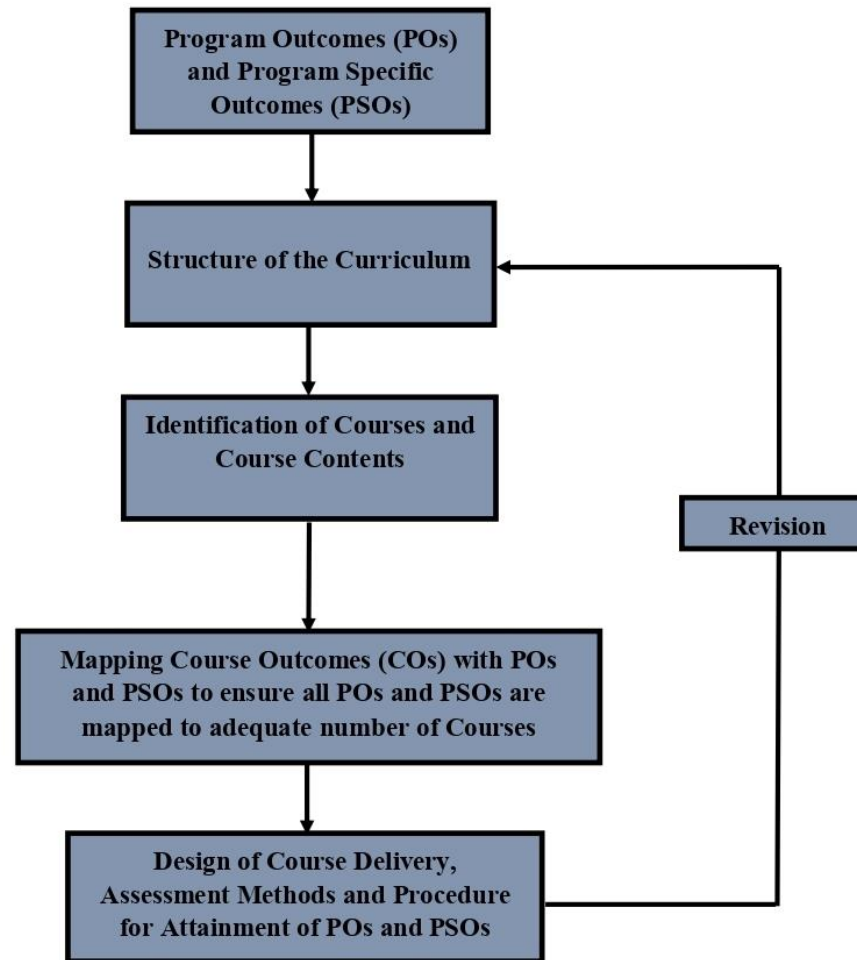 Program Outcomes (POs)
and Program Specific
Outcomes (PSOs)
Structure of the Curriculum
Identification of Courses and
Course Contents
Revision
Mapping Course Outcomes (COs) with POs
and PSOs to ensure all POs and PSOs are
mapped to adequate number of Courses
Design of Course Delivery,
Assessment Methods and Procedure
for Attainment of POs and PSOs